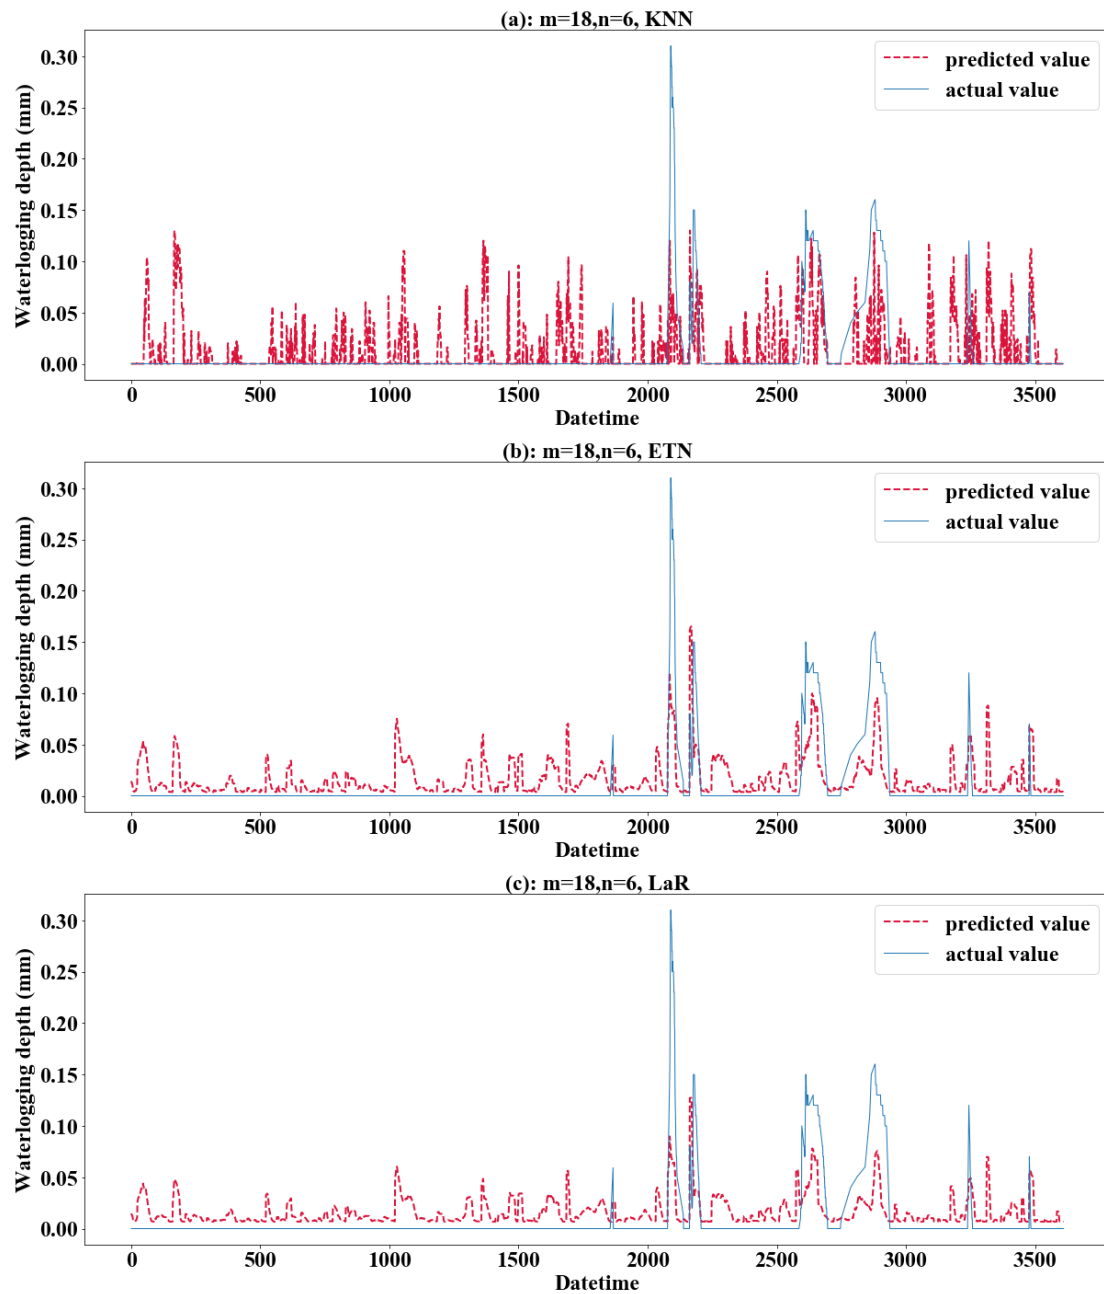 (a): m=18,n=6, KNN
Waterlogging depth (mm)
0.30
0.25
0.20
0.15
0.10
0.05
0.00
predicted value
actual value
0 500 1000 1500 2000 2500 3000 3500
Datetime
(b): m=18,n=6, ETN
Waterlogging depth (mm)
0.30
0.25
0.20
0.15
0.10
0.05
0.00
predicted value
actual value
0 500 1000 1500 2000 2500 3000 3500
Datetime
(c): m=18,n=6, LaR
Waterlogging depth (mm)
0.30
0.25
0.20
0.15
0.10
0.05
0.00
predicted value
actual value
0 500 1000 1500 2000 2500 3000 3500
Datetime